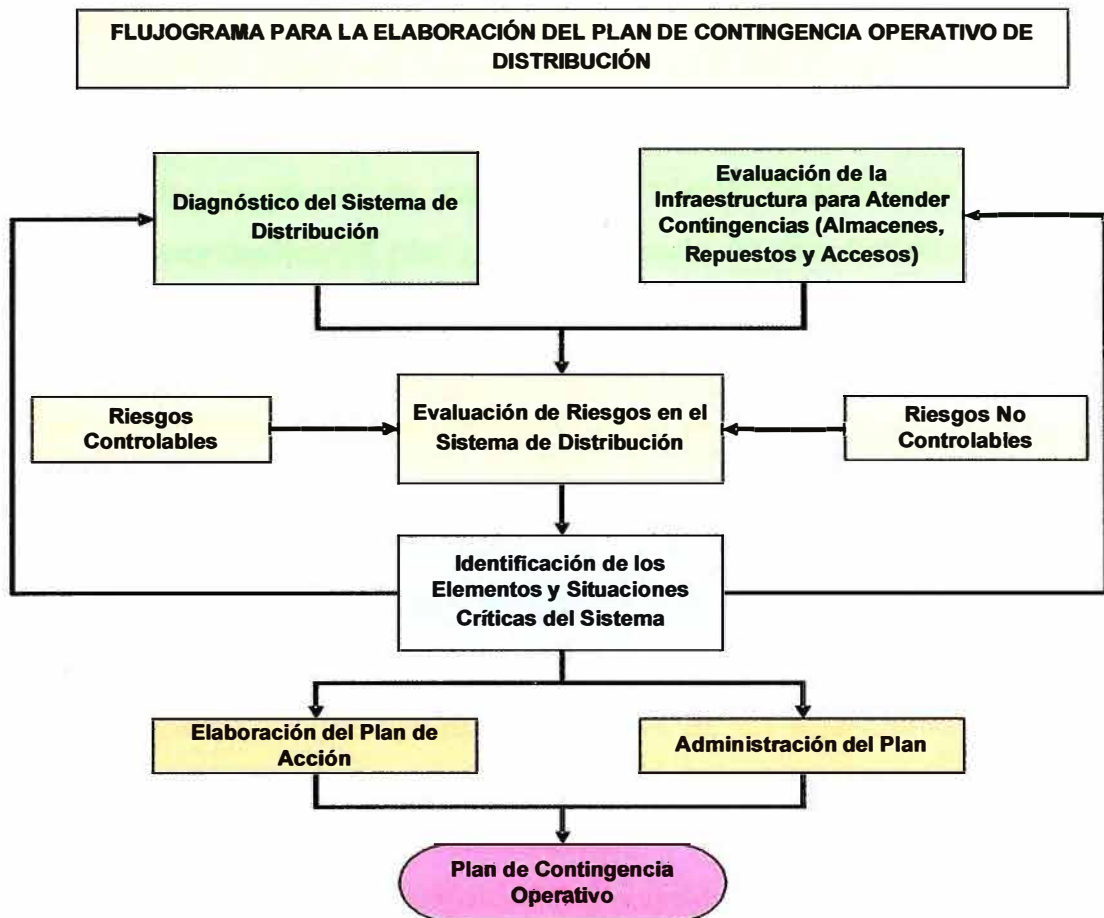 FLUJOGRAMA PARA LA ELABORACIÓN DEL PLAN DE CONTINGENCIA OPERATIVO DE
DISTRIBUCIÓN
Diagnóstico del Sistema de
Distribución
Evaluación de la
Infraestructura para Atender
Contingencias (Almacenes,
Repuestos y Accesos)
Riesgos
Controlables
Evaluación de Riesgos en el
Sistema de Distribución
Riesgos No
Controlables
Identificación de los
Elementos y Situaciones
Críticas del Sistema
Elaboración del Plan de
Acción
Administración del Plan
Plan de Contingencia
Operativo